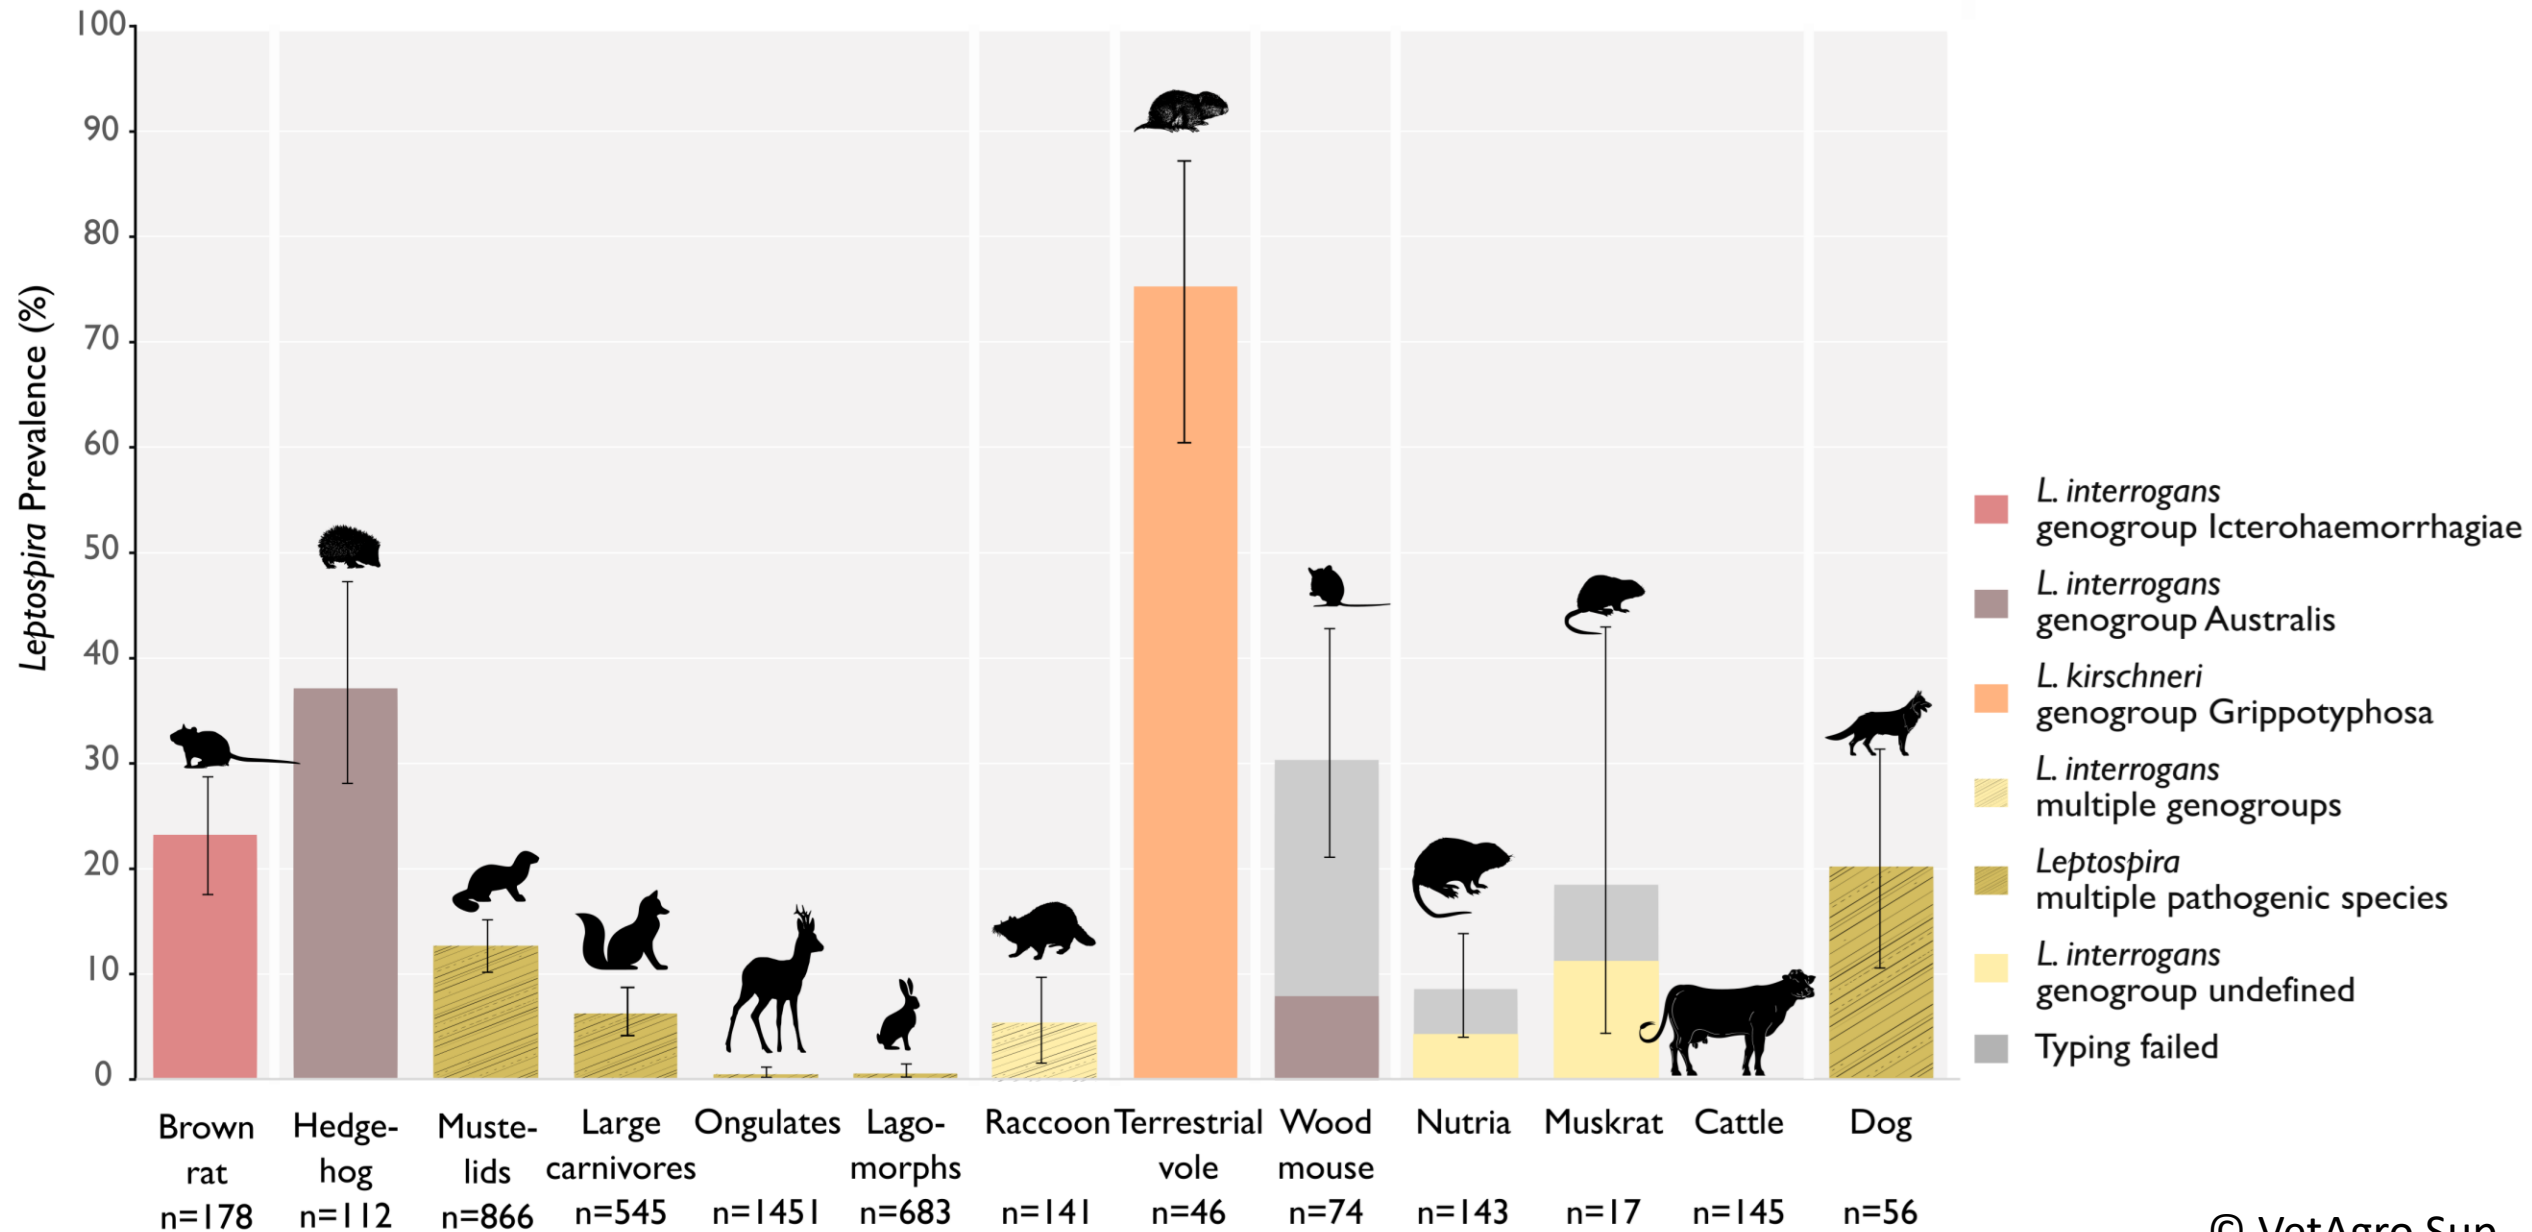 100
90
80
70
60
50
40
30
20
10
0
Leptospira Prevalence (%)
Brown rat n=178
Hedge-hog n=112
Muste-lids n=866
Large carnivores n=545
Ongulates n=1451
Lago-morphs n=683
Raccoon n=141
Terrestrial vole n=46
Wood mouse n=74
Nutria n=143
Muskrat n=17
Cattle n=145
Dog n=56
L. interrogans
genogroup Icterohaemorrhagiae
L. interrogans
genogroup Australis
L. kirschneri
genogroup Grippotyphosa
L. interrogans
multiple genogroups
Leptospira
multiple pathogenic species
L. interrogans
genogroup undefined
Typing failed
© VetAgro Sup